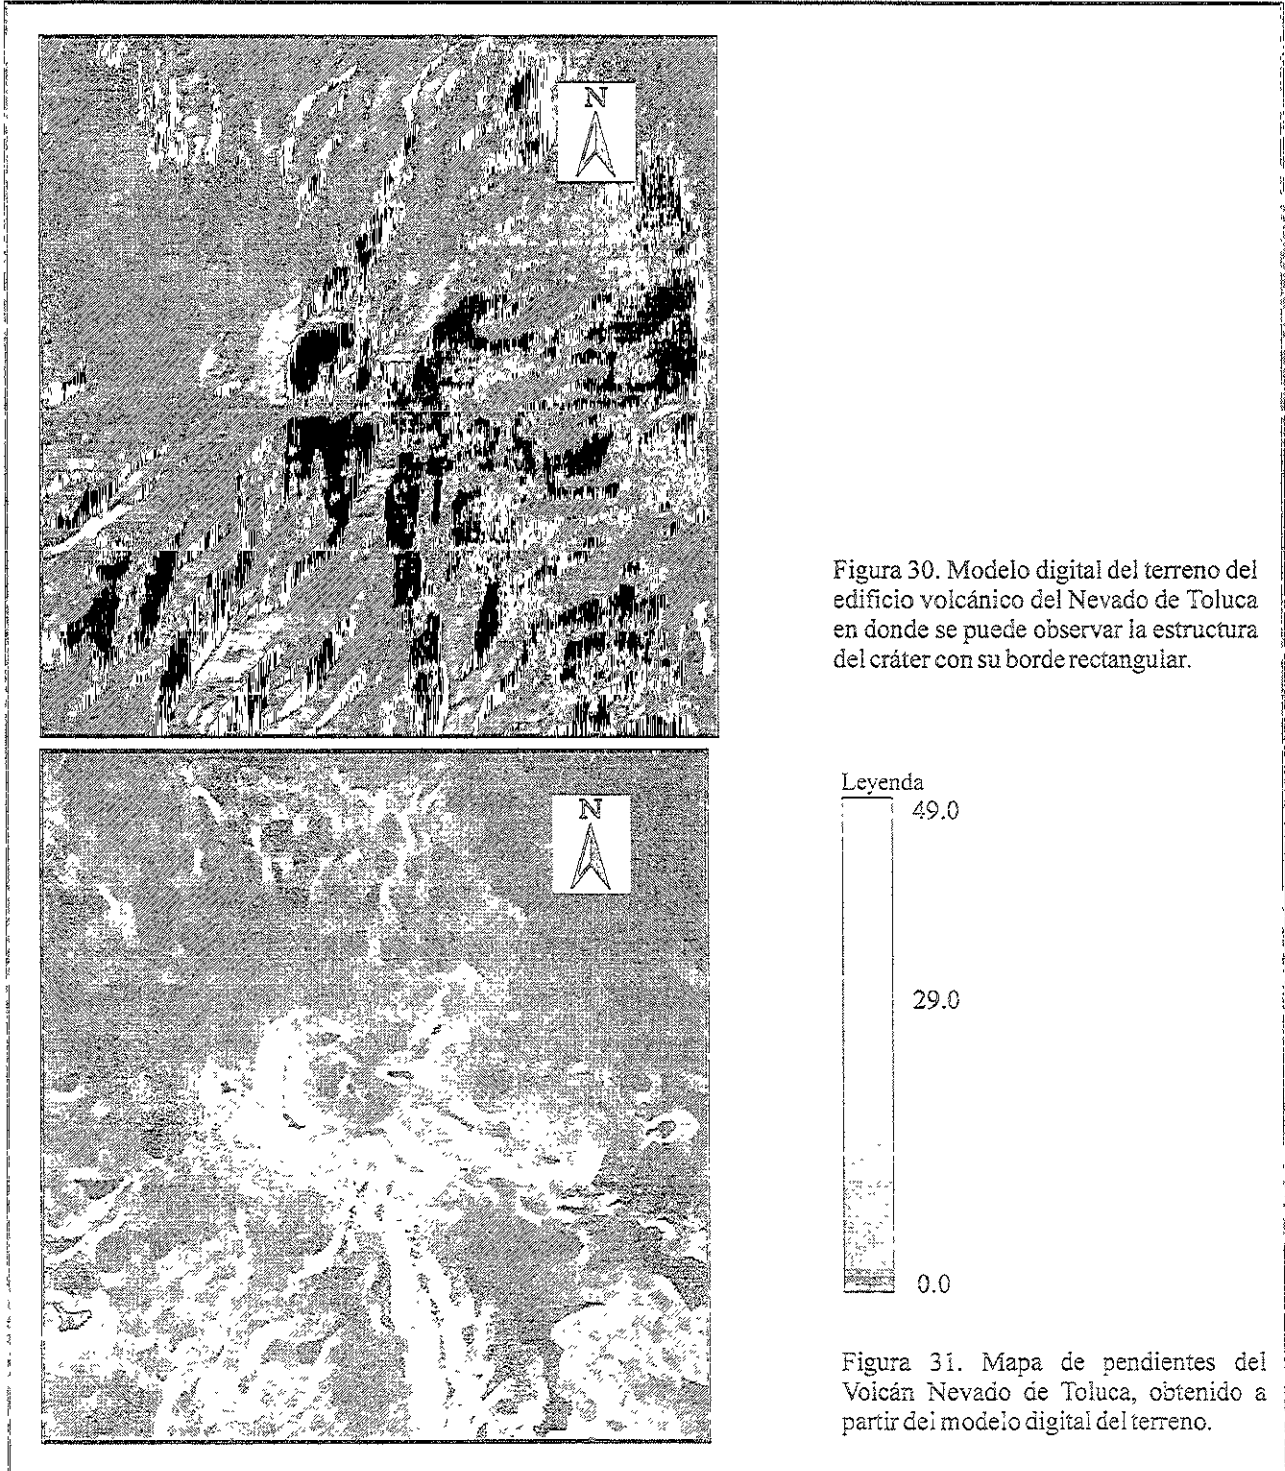 N
Figura 30. Modelo digital del terreno del
edificio volcánico del Nevado de Toluca
en donde se puede observar la estructura
del cráter con su borde rectangular.
N
Leyenda
49.0
29.0
0.0
Figura 31. Mapa de pendientes del
Volcán Nevado de Toluca, obtenido a
partir del modelo digital del terreno.